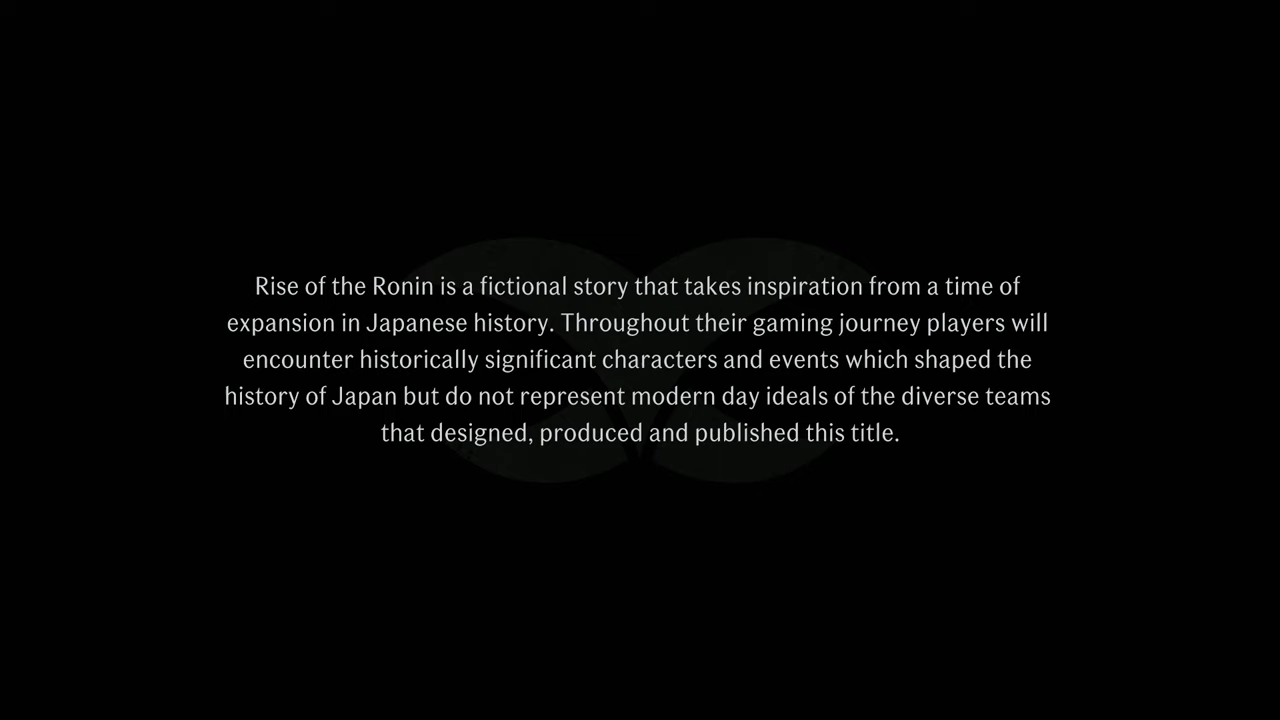 Rise of the Ronin is a fictional story that takes inspiration from a time of
expansion in Japanese history. Throughout their gaming journey players will
encounter historically significant characters and events which shaped the
history of Japan but do not represent modern day ideals of the diverse teams
that designed, produced and published this title.